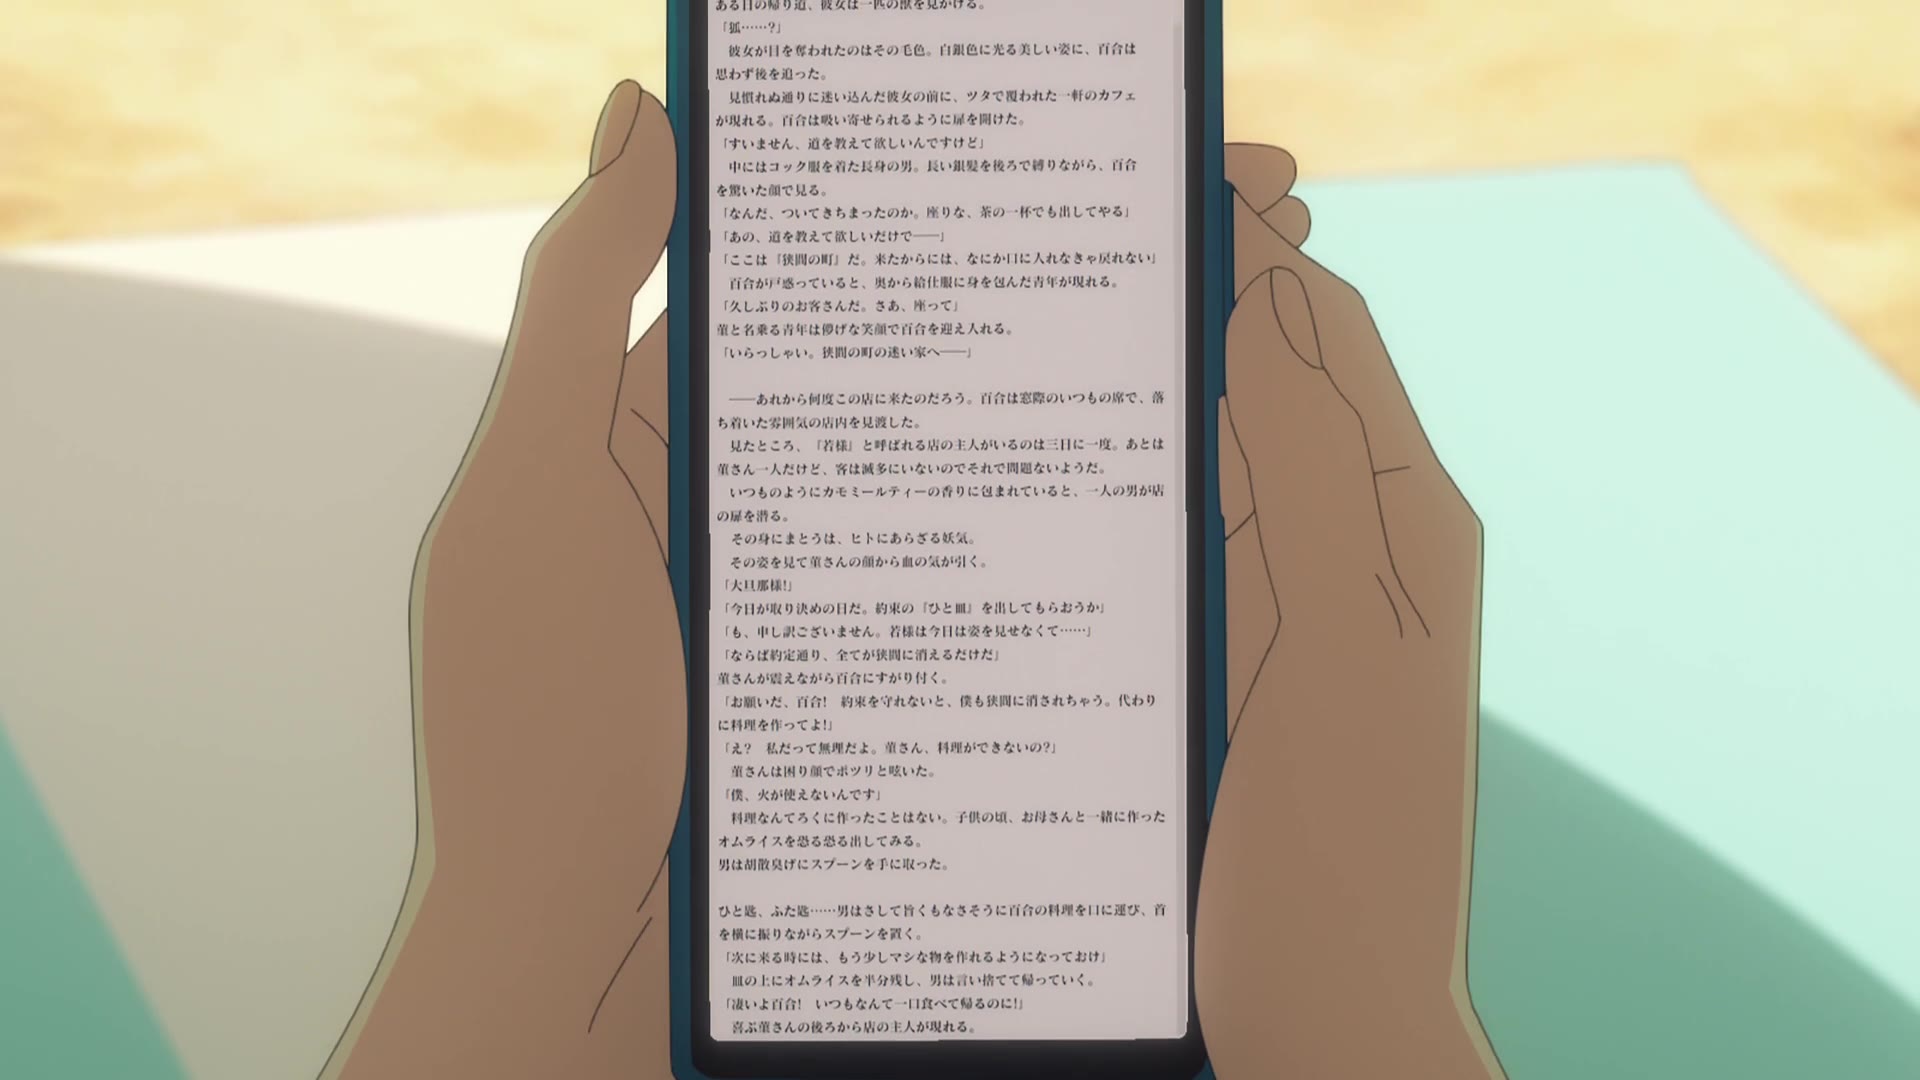 ある日の帰り道、彼女は一匹の獣を見かける。
「狐……?」
彼女が目を奪われたのはその毛色。白銀色に光る美しい姿に、百合は
思わず後を追った。
見慣れぬ通りに迷い込んだ彼女の前に、ツタで覆われた一軒のカフェ
が現れる。百合は吸い寄せられるように扉を開けた。
「すいません、道を教えて欲しいんですけど」
中にはコック服を着た長身の男。長い銀髪を後ろで縛りながら、百合
を驚いた顔で見る。
「なんだ、ついてきちまったのか。座りな、茶の一杯でも出してやる」
「あの、道を教えて欲しいだけで――」
「ここは『狭間の町』だ。来たからには、なにか口に入れなきゃ戻れない」
百合が戸惑っていると、奥から給仕服に身を包んだ青年が現れる。
「久しぶりのお客さんだ。さあ、座って」
菫と名乗る青年は儚げな笑顔で百合を迎え入れる。
「いらっしゃい。狭間の町の迷い家へ――」
――あれから何度この店に来たのだろう。百合は窓際のいつもの席で、落
ち着いた雰囲気の店内を見渡した。
見たところ、『若様』と呼ばれる店の主人がいるのは三日に一度。あとは
菫さん一人だけど、客は滅多にいないのでそれで問題ないようだ。
いつものようにカモミールティーの香りに包まれていると、一人の男が店
の扉を潜る。
その身にまとうは、ヒトにあらざる妖気。
その姿を見て菫さんの顔から血の気が引く。
「大旦那様!」
「今日が取り決めの日だ。約束の『ひと皿』を出してもらおうか」
「も、申し訳ございません。若様は今日は姿を見せなくて……」
「ならば約定通り、全てが狭間に消えるだけだ」
菫さんが震えながら百合にすがり付く。
「お願いだ、百合!　約束を守れないと、僕も狭間に消されちゃう。代わり
に料理を作ってよ!」
「え?　私だって無理だよ。菫さん、料理ができないの?」
菫さんは困り顔でポツリと呟いた。
「僕、火が使えないんです」
料理なんてろくに作ったことはない。子供の頃、お母さんと一緒に作った
オムライスを恐る恐る出してみる。
男は胡散臭げにスプーンを手に取った。
ひと匙、ふた匙……男はさして旨くもなさそうに百合の料理を口に運び、首
を横に振りながらスプーンを置く。
「次に来る時には、もう少しマシな物を作れるようになっておけ」
皿の上にオムライスを半分残し、男は言い捨てて帰っていく。
「凄いよ百合!　いつもなんて一口食べて帰るのに!」
喜ぶ菫さんの後ろから店の主人が現れる。